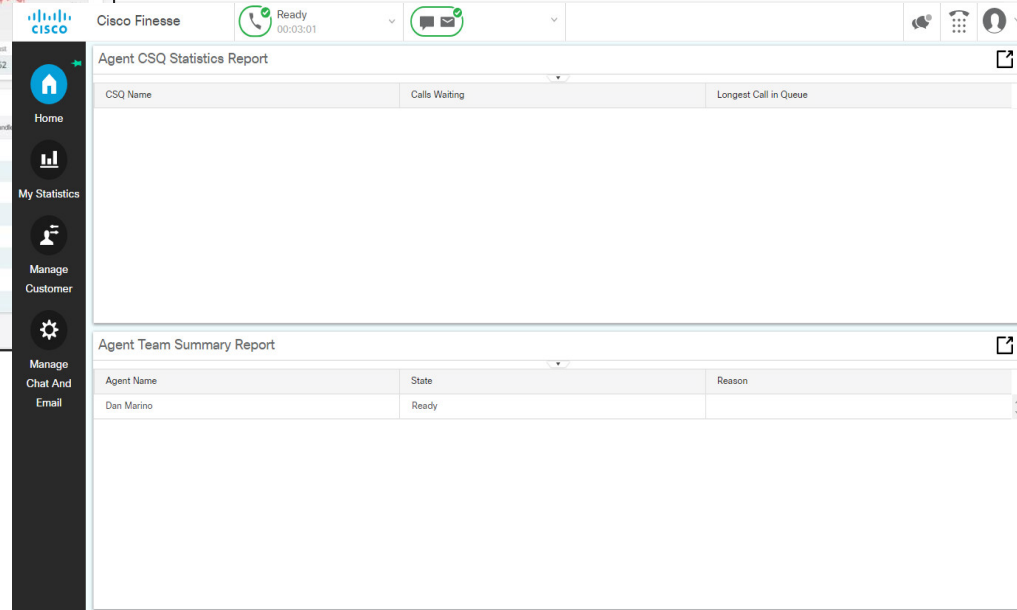 CISCO
Cisco Finesse
Ready
00:03:01
Home
My Statistics
Manage
Customer
Manage
Chat And
Email
Agent CSQ Statistics Report
CSQ Name Calls Waiting Longest Call in Queue
Agent Team Summary Report
Agent Name State Reason
Dan Marino Ready